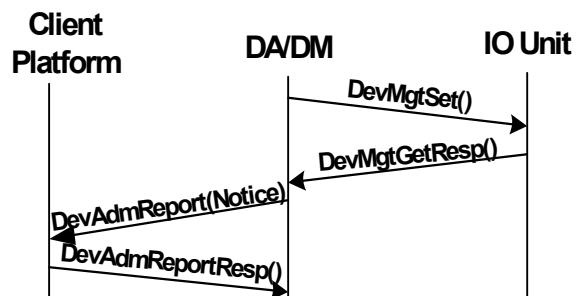 Client
Platform
DA/DM
IO Unit
DevMgtSet()
DevMgtGetResp()
DevAdmReport(Notice)
DevAdmReportResp()